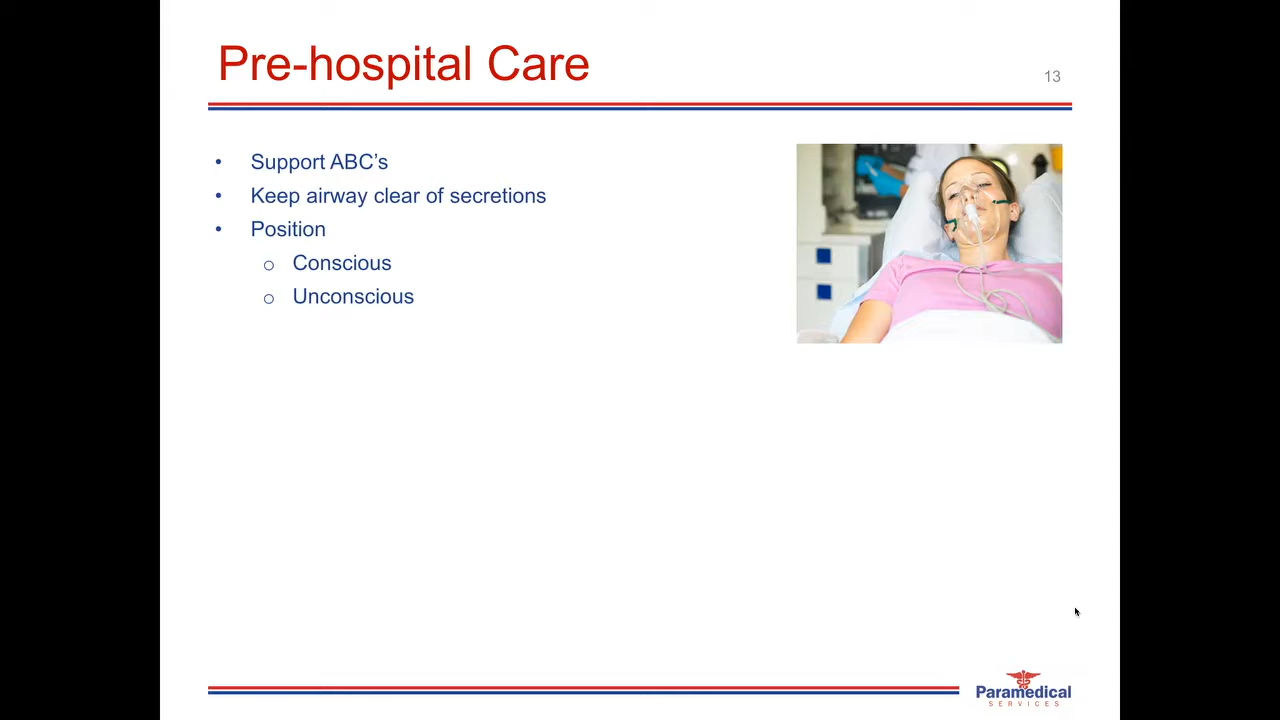 Pre-hospital Care
13
• Support ABC’s
• Keep airway clear of secretions
• Position
o Conscious
o Unconscious
Paramedical
SERVICES